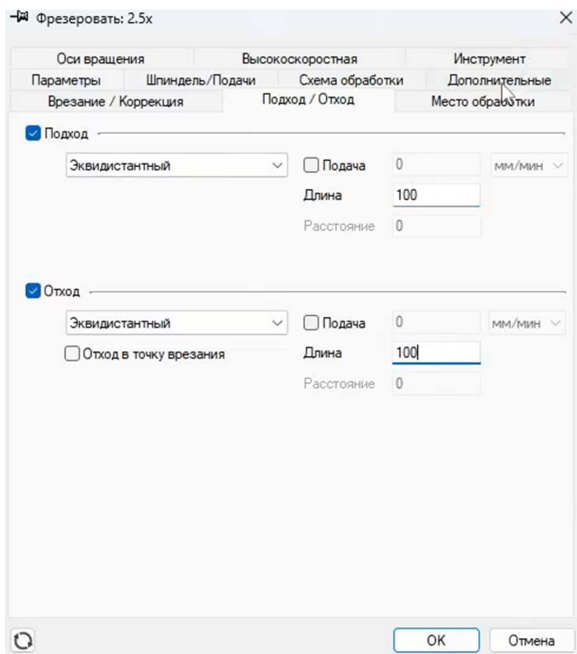 Фрезеровать: 2.5x
Оси вращения Высокоскоростная Инструмент
Параметры Шпиндель/Подачи Схема обработки Дополнительные
Врезание / Коррекция Подход / Отход Место обработки
Подход
Эквидистантный Подача 0 мм/мин
Длина 100
Расстояние 0
Отход
Эквидистантный Подача 0 мм/мин
Отход в точку врезания Длина 100
Расстояние 0
OK Отмена